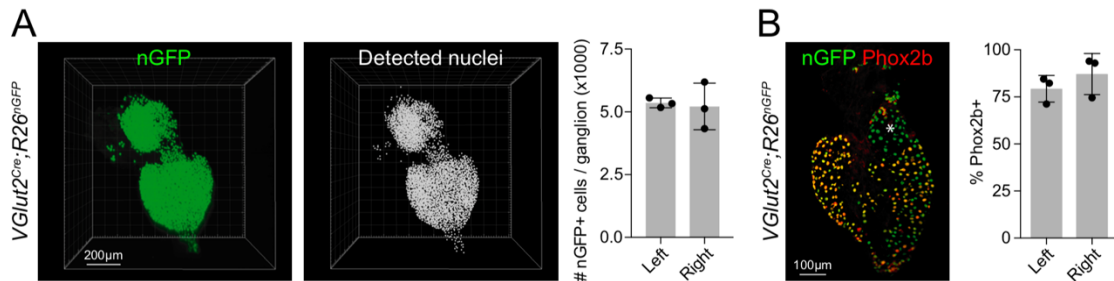 A
VGlut2Cre;R26nGFP
nGFP
200µm
Detected nuclei
# nGFP+ cells / ganglion (x1000)
7.5
5.0
2.5
0.0
Left
Right
B
VGlut2Cre;R26nGFP
nGFP Phox2b
*
100µm
% Phox2b+
100
75
50
25
0
Left
Right